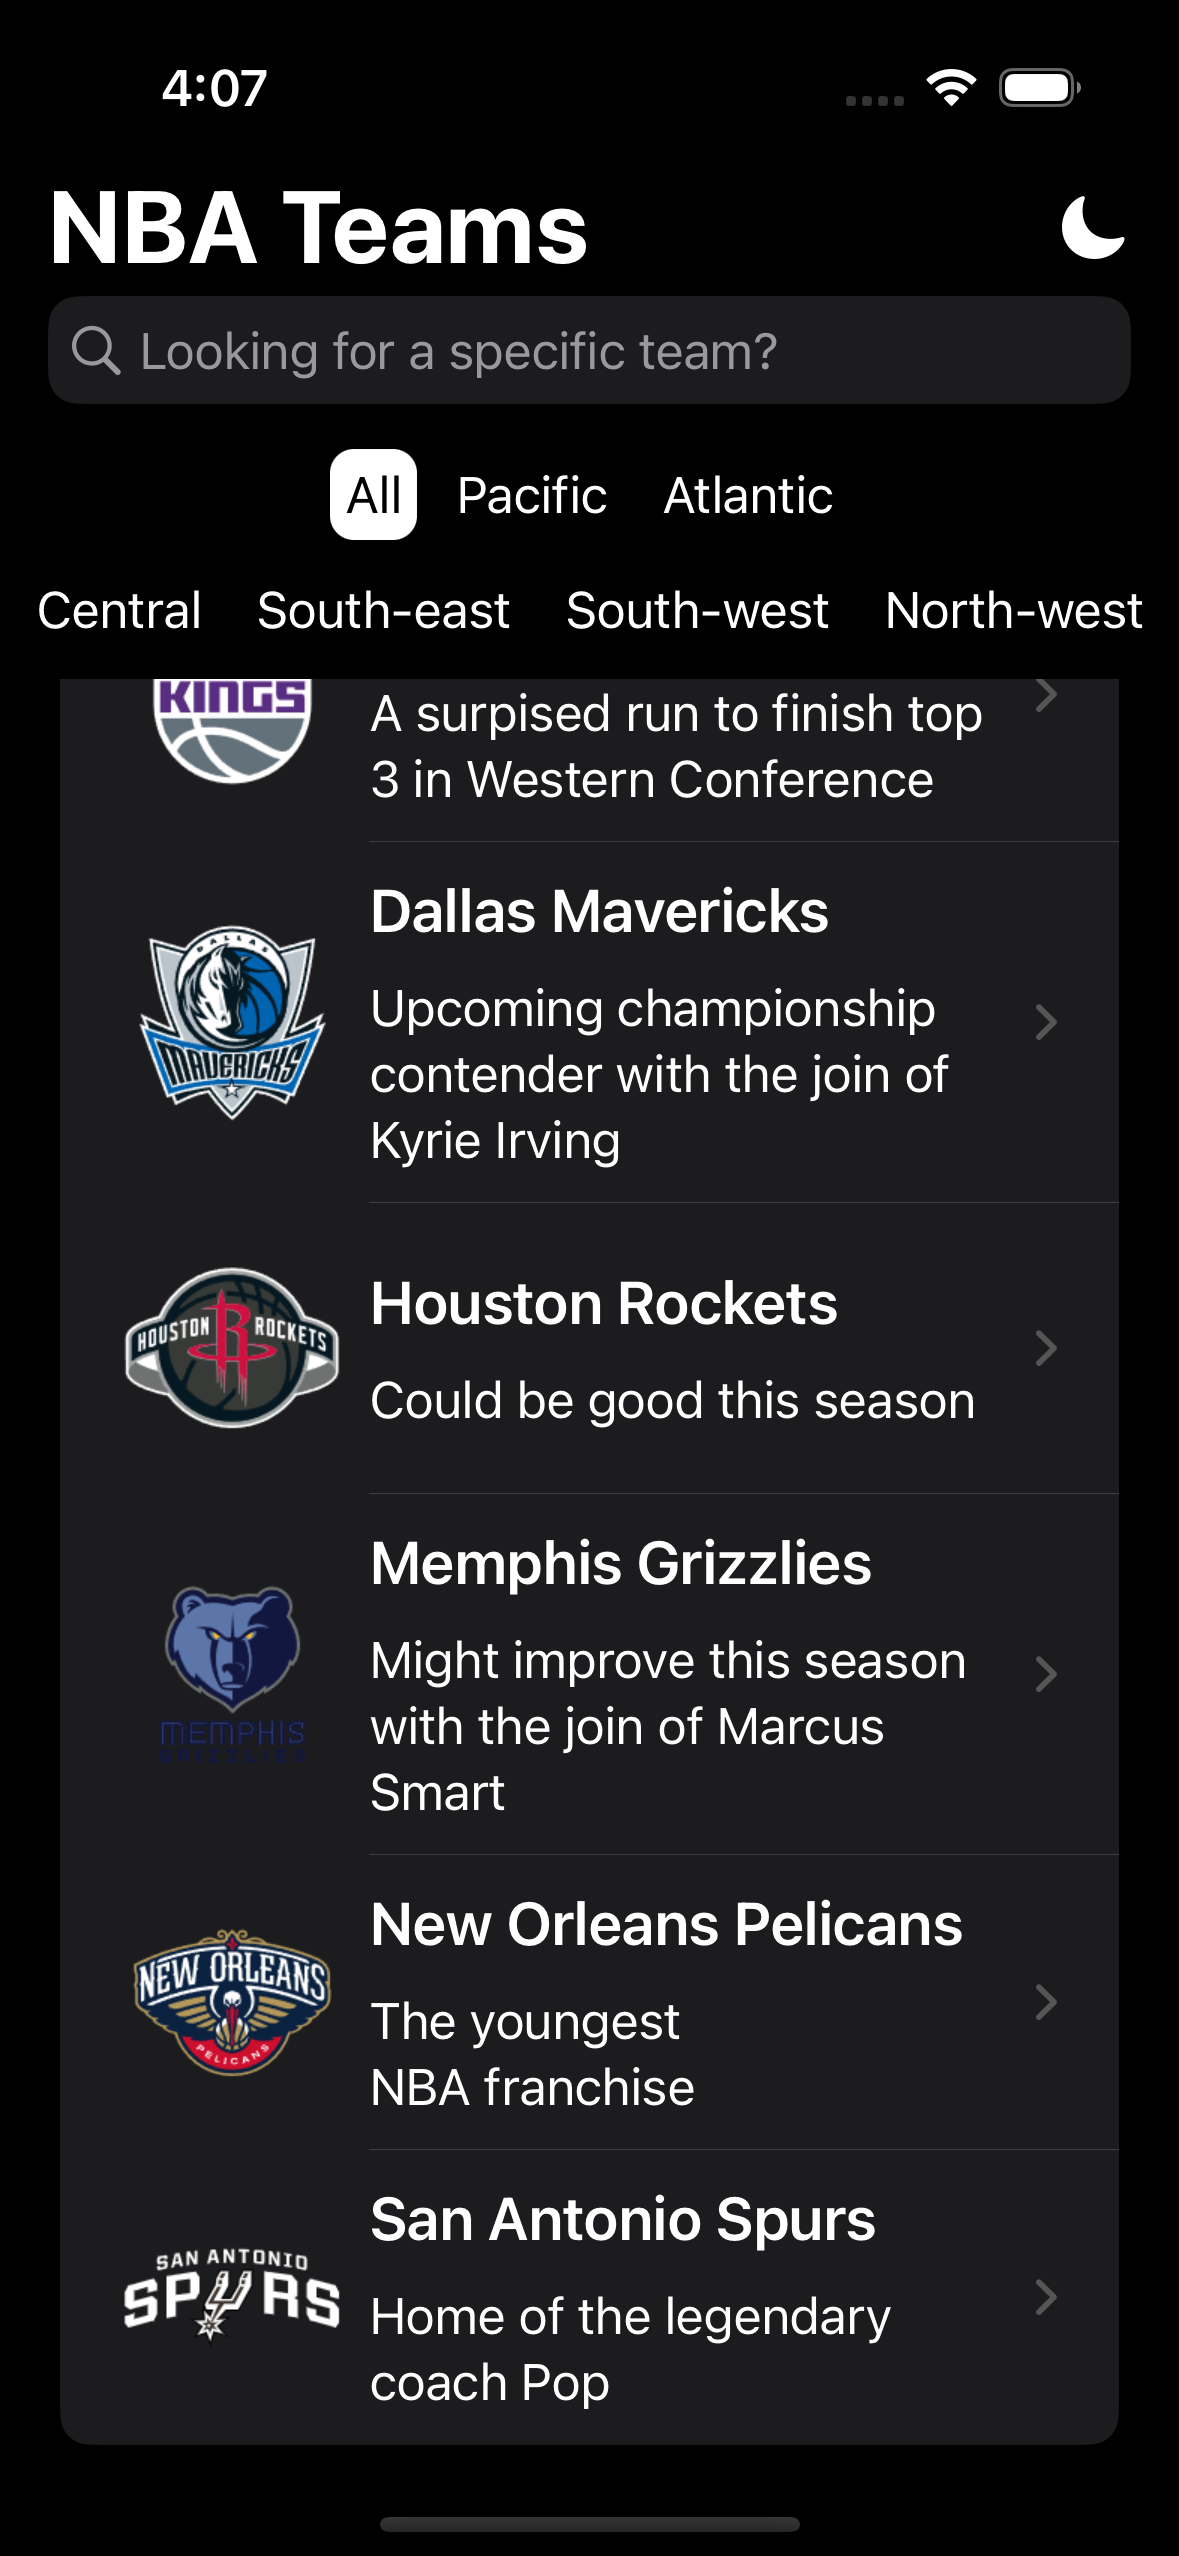 4:07
NBA Teams
Looking for a specific team?
All Pacific Atlantic
Central South-east South-west North-west
KINGS
A surpised run to finish top
3 in Western Conference
DALLAS
MAVERICKS
Dallas Mavericks
Upcoming championship
contender with the join of
Kyrie Irving
HOUSTON R ROCKETS
Houston Rockets
Could be good this season
MEMPHIS
GRIZZLIES
Memphis Grizzlies
Might improve this season
with the join of Marcus
Smart
NEW ORLEANS
PELICANS
New Orleans Pelicans
The youngest
NBA franchise
SAN ANTONIO
SPURS
San Antonio Spurs
Home of the legendary
coach Pop